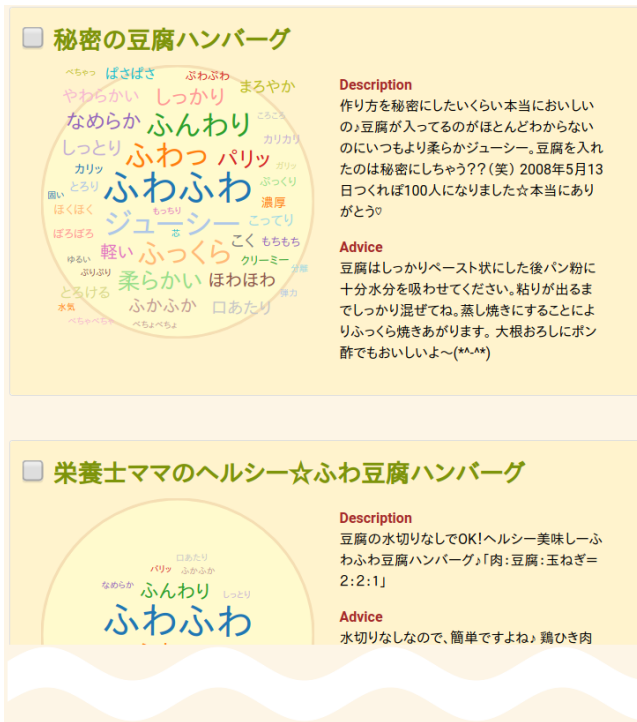 秘密の豆腐ハンバーグ
べちゃっ
ぱさぱさ
ぷわぷわ
まろやか
やわらかい
しっかり
なめらか
ふんわり
ころころ
しっとり
カリカリ
ふわっ
パリッ
ガリッ
カリッ
とろり
ふわふわ
ぷっくり
固い
ほくほく
もっちり
濃厚
ジューシー
こってり
ぽろぽろ
芯
こく
もちもち
軽い
ふっくら
クリーミー
ゆるい
ぷりぷり
柔らかい
ほわほわ
分厚
とろける
ふかふか
口あたり
弾力
水気
べちゃべちゃ
べちょべちょ
Description
作り方を秘密にしたいくらい本当においしい
の♪豆腐が入ってるのがほとんどわからない
のにいつもより柔らかジューシー。豆腐を入れ
たのは秘密にしちゃう??(笑) 2008年5月13
日つくれぽ100人になりました☆本当にあり
がとう♡
Advice
豆腐はしっかりペースト状にした後パン粉に
十分水分を吸わせてください。粘りが出るま
でしっかり混ぜてね。蒸し焼きにすることによ
りふっくら焼きあがります。 大根おろしにポン
酢でもおいしいよ～(*^-^*)
栄養士ママのヘルシー☆ふわ豆腐ハンバーグ
口あたり
パリッ
ふかふか
なめらか
ふんわり
しっとり
ふわふわ
Description
豆腐の水切りなしでOK!ヘルシー美味しーふ
わふわ豆腐ハンバーグ♪「肉:豆腐:玉ねぎ＝
2:2:1」
Advice
水切りなしなので、簡単ですよね♪ 鶏ひき肉